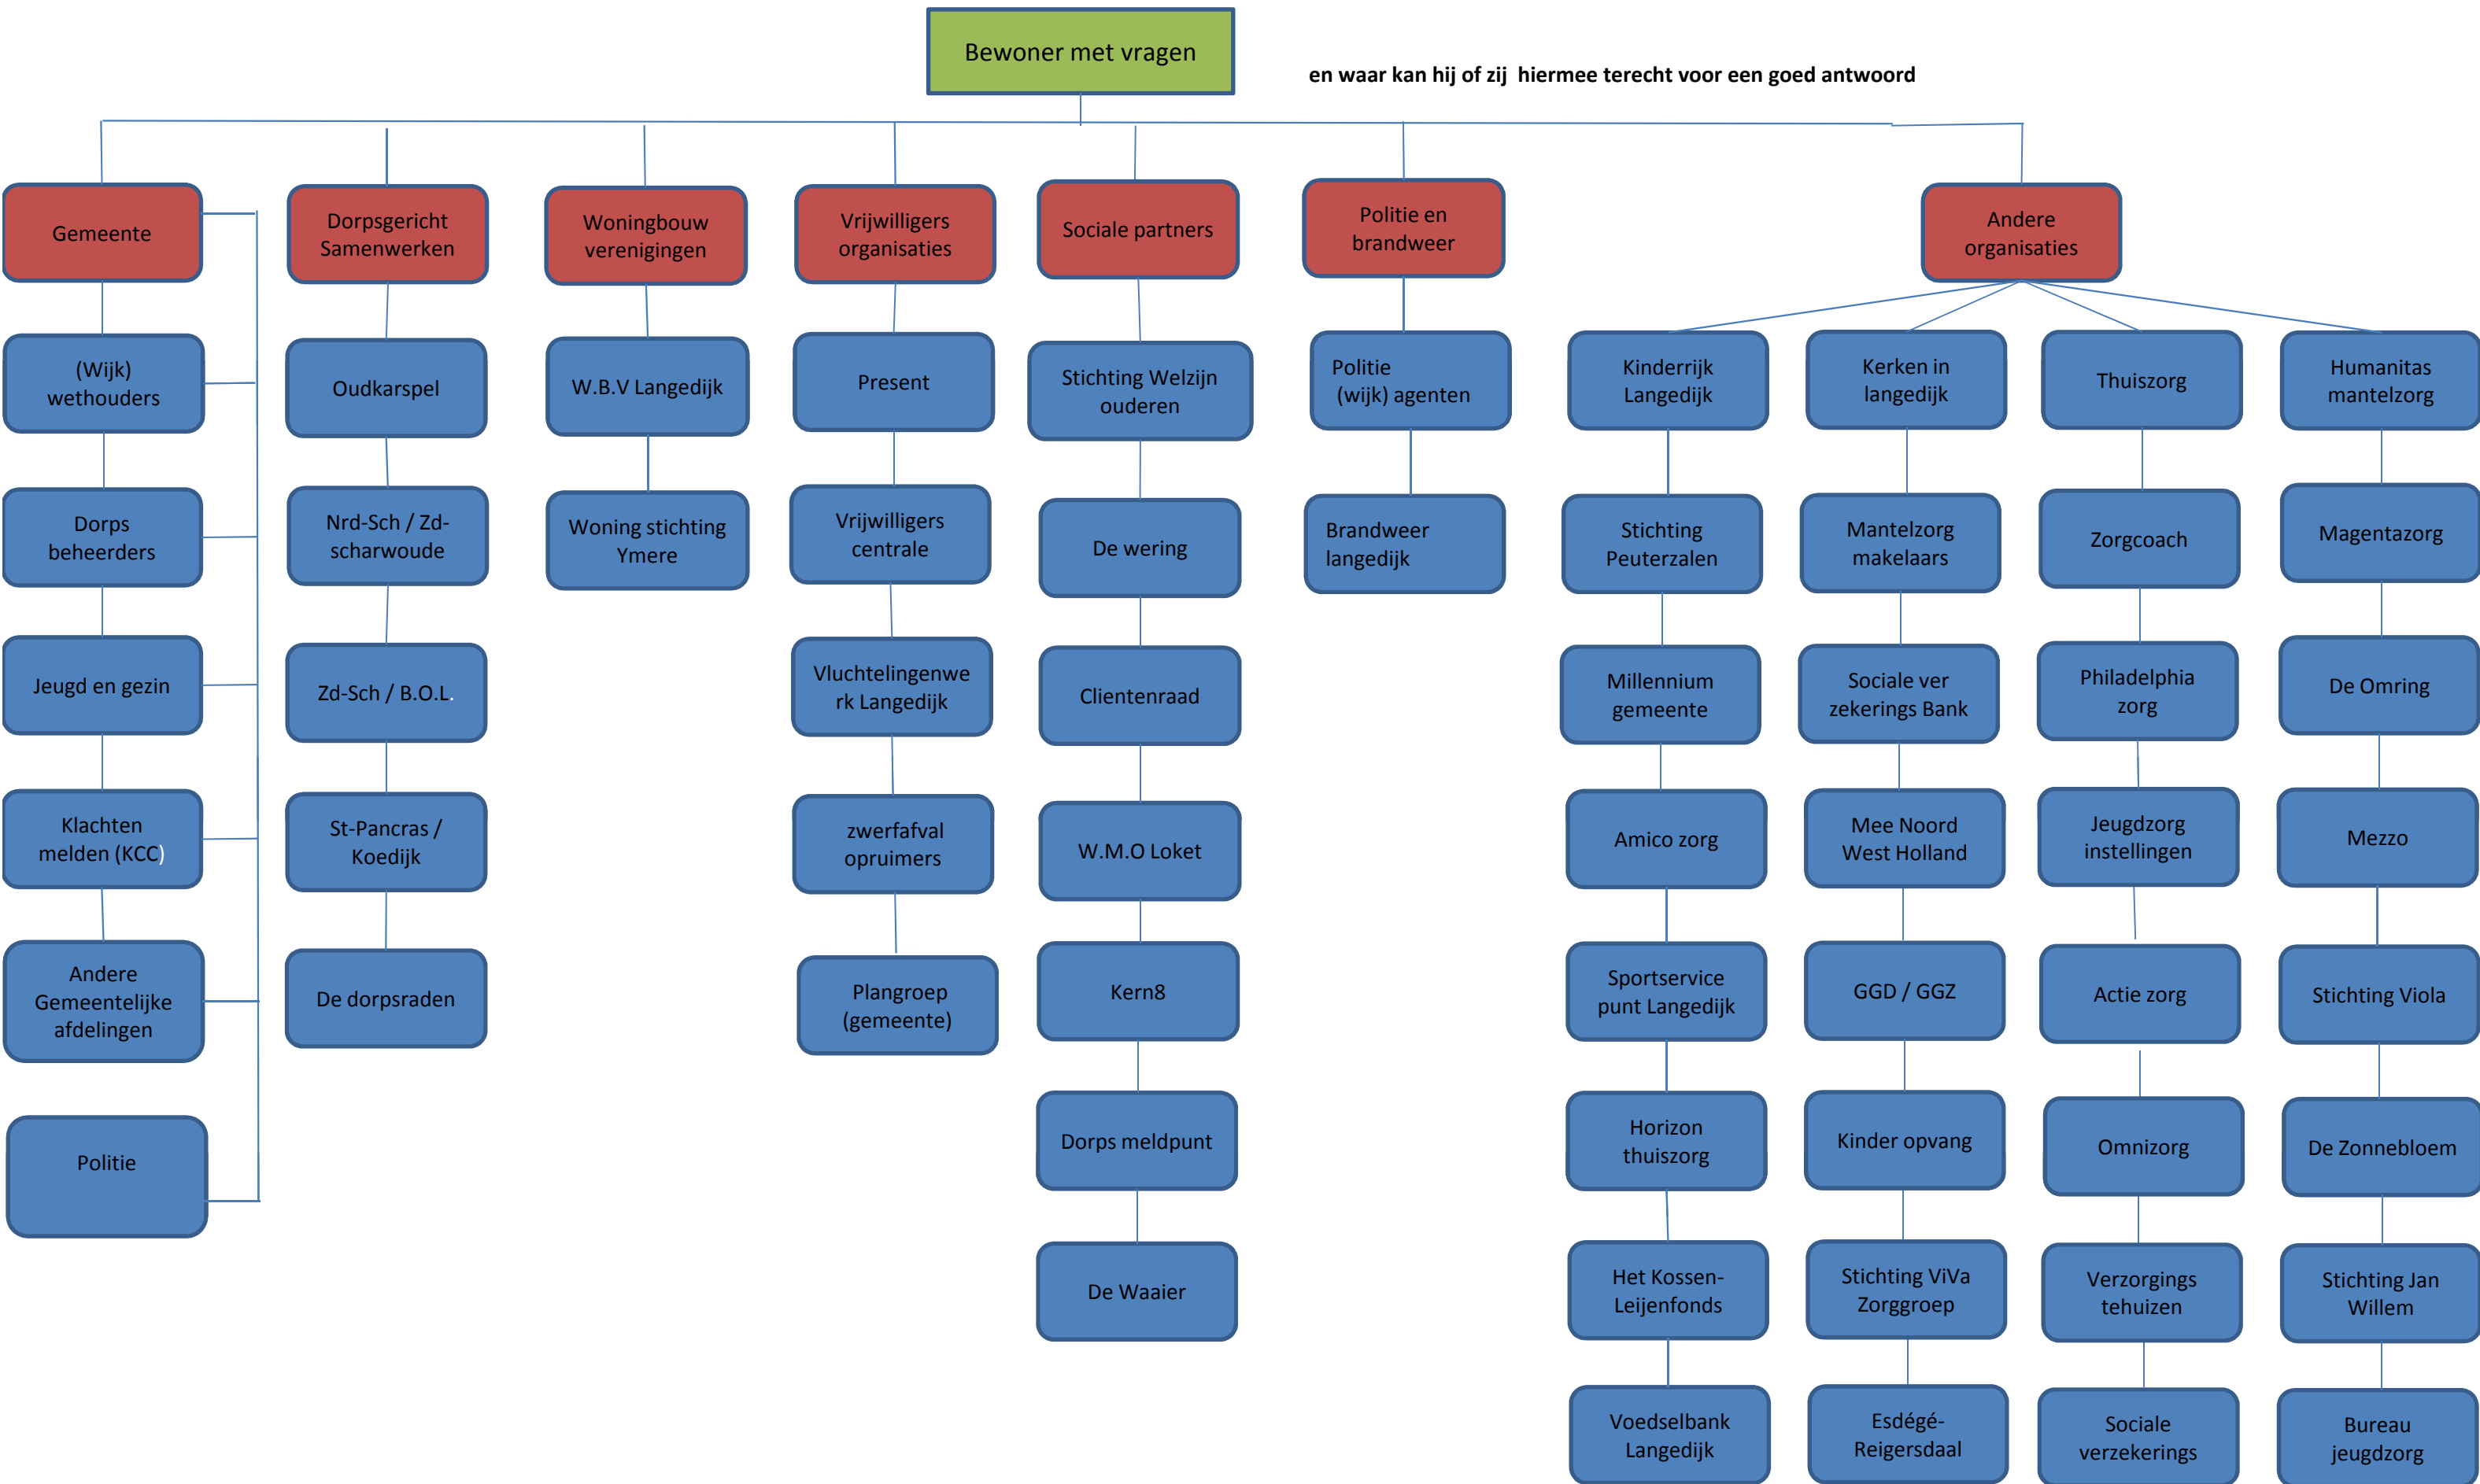 Bewoner met vragen
en waar kan hij of zij hiermee terecht voor een goed antwoord
Gemeente
(Wijk)
wethouders
Dorps
beheerders
Jeugd en gezin
Klachten
melden (KCC)
Andere
Gemeentelijke
afdelingen
Politie
Dorpsgericht
Samenwerken
Oudkarspel
Nrd-Sch / Zd-
scharwoude
Zd-Sch / B.O.L.
St-Pancras /
Koedijk
De dorpsraden
Woningbouw
verenigingen
W.B.V Langedijk
Woning stichting
Ymere
Vrijwilligers
organisaties
Present
Vrijwilligers
centrale
Vluchtelingenwe
rk Langedijk
zwerfafval
opruimers
Plangroep
(gemeente)
Sociale partners
Stichting Welzijn
ouderen
De wering
Clientenraad
W.M.O Loket
Kern8
Dorps meldpunt
De Waaier
Politie en
brandweer
Politie
(wijk) agenten
Brandweer
langedijk
Andere
organisaties
Kinderrijk
Langedijk
Stichting
Peuterzalen
Millennium
gemeente
Amico zorg
Sportservice
punt Langedijk
Horizon
thuiszorg
Het Kossen-
Leijenfonds
Voedselbank
Langedijk
Kerken in
langedijk
Mantelzorg
makelaars
Sociale ver
zekerings Bank
Mee Noord
West Holland
GGD / GGZ
Kinder opvang
Stichting ViVa
Zorggroep
Esdégé-
Reigersdaal
Thuiszorg
Zorgcoach
Philadelphia
zorg
Jeugdzorg
instellingen
Actie zorg
Omnizorg
Verzorgings
tehuizen
Sociale
verzekerings
Humanitas
mantelzorg
Magentazorg
De Omring
Mezzo
Stichting Viola
De Zonnebloem
Stichting Jan
Willem
Bureau
jeugdzorg